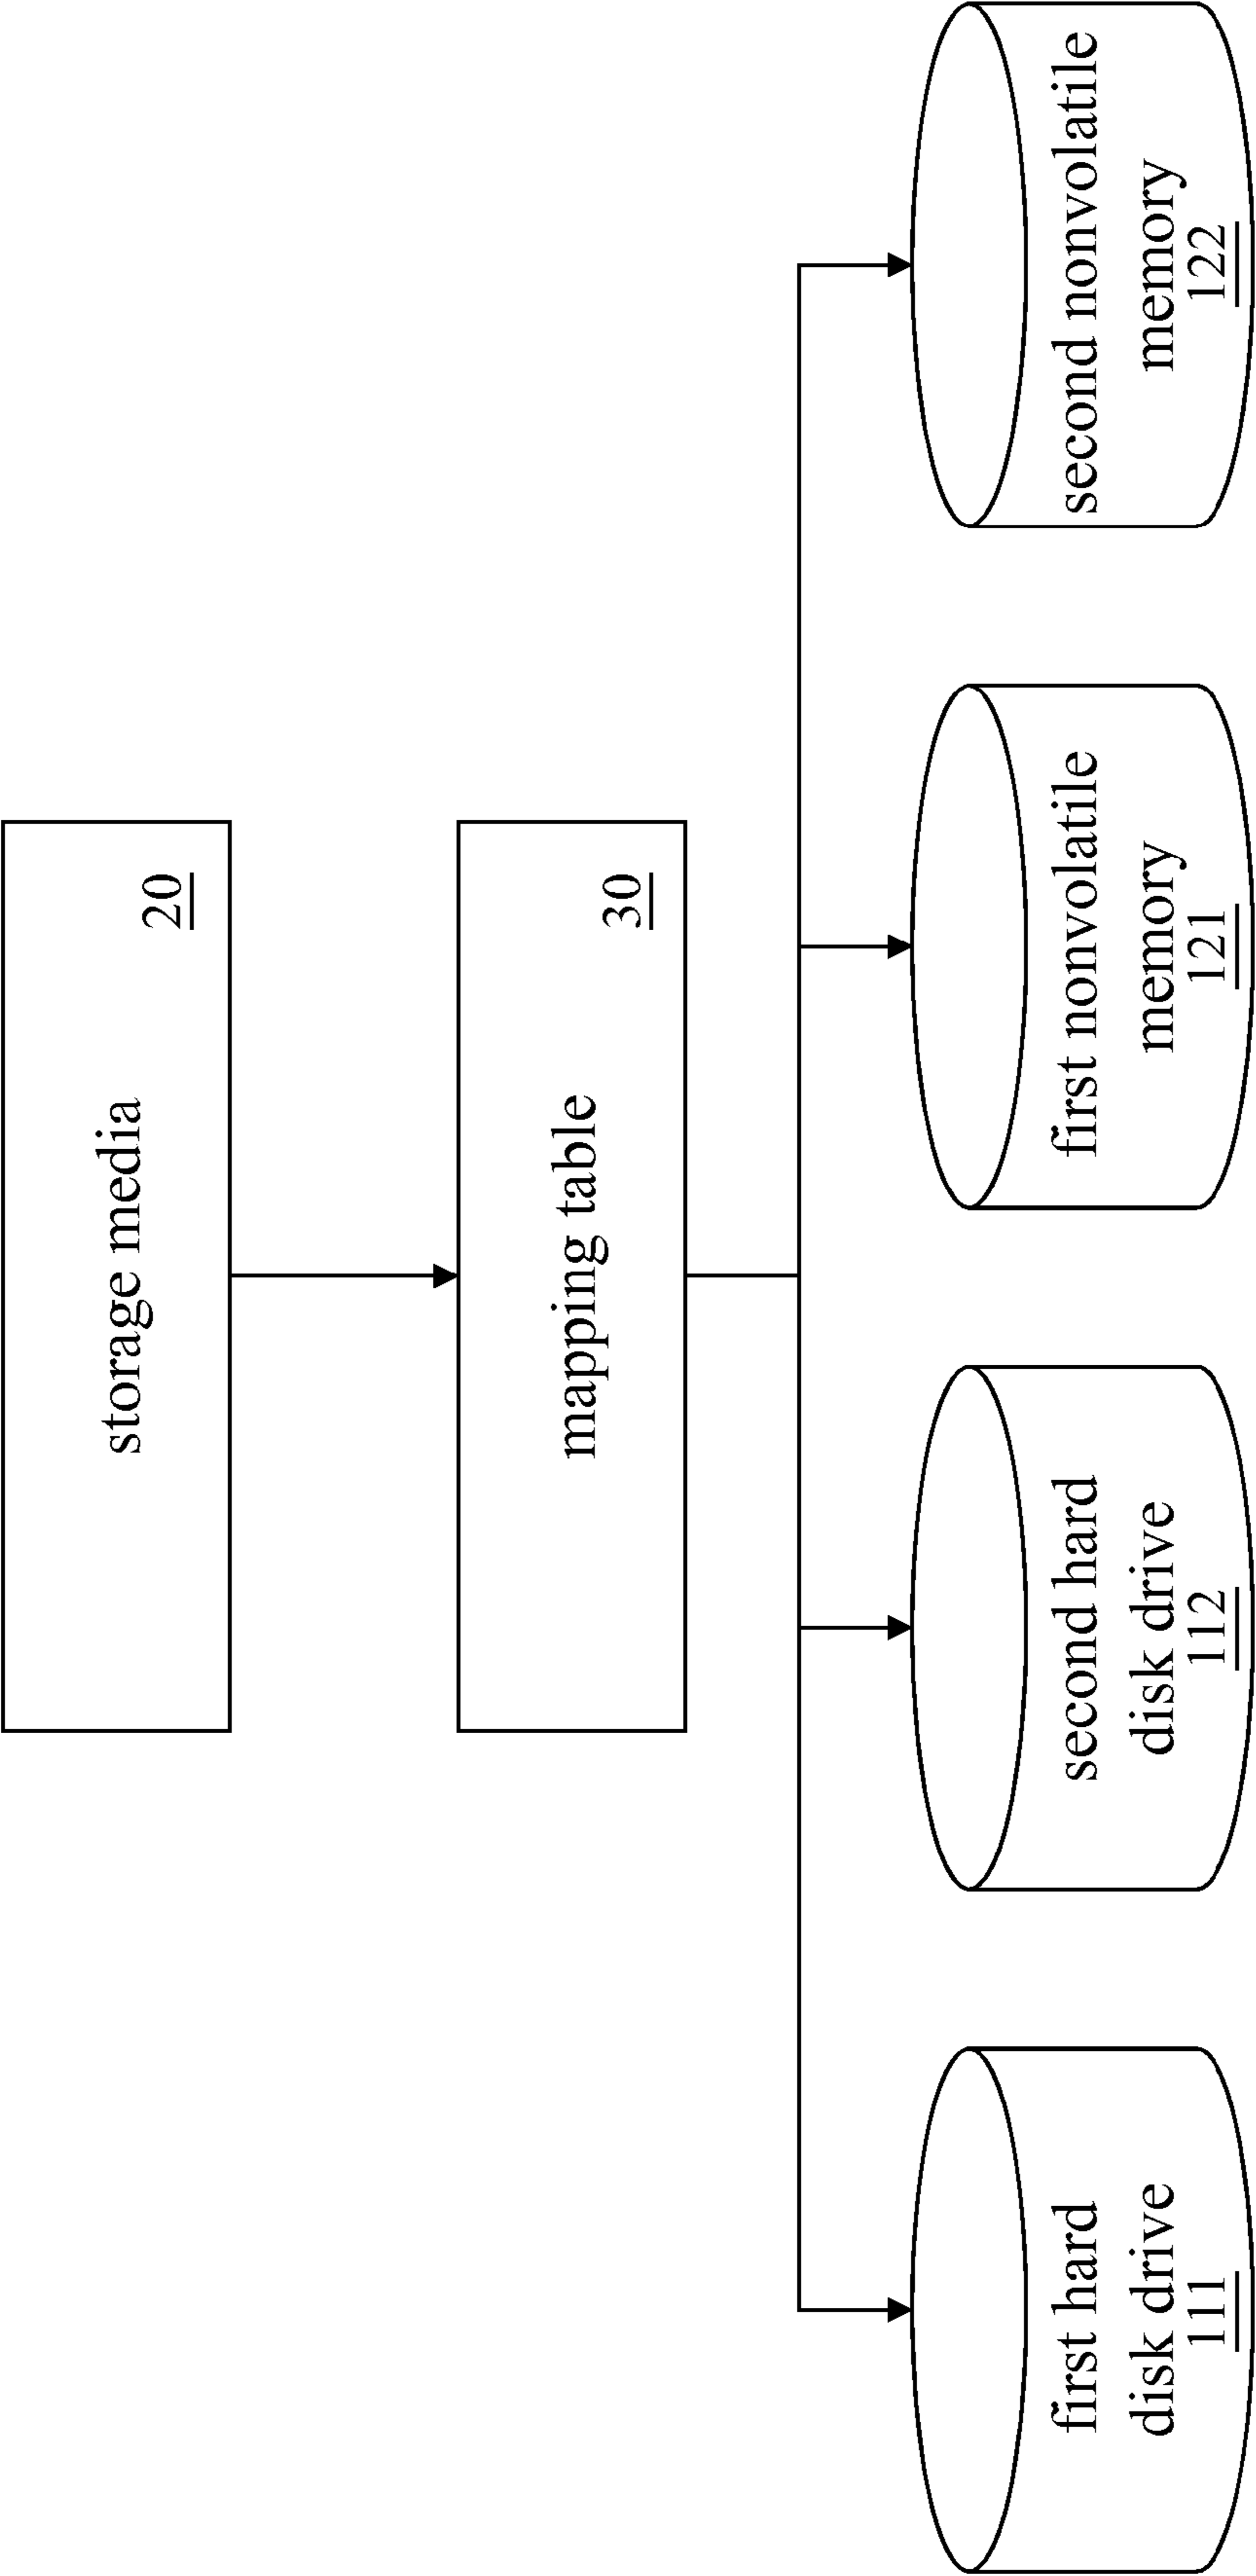 storage media
20
mapping table
30
first hard
disk drive
111
second hard
disk drive
112
first nonvolatile
memory
121
second nonvolatile
memory
122